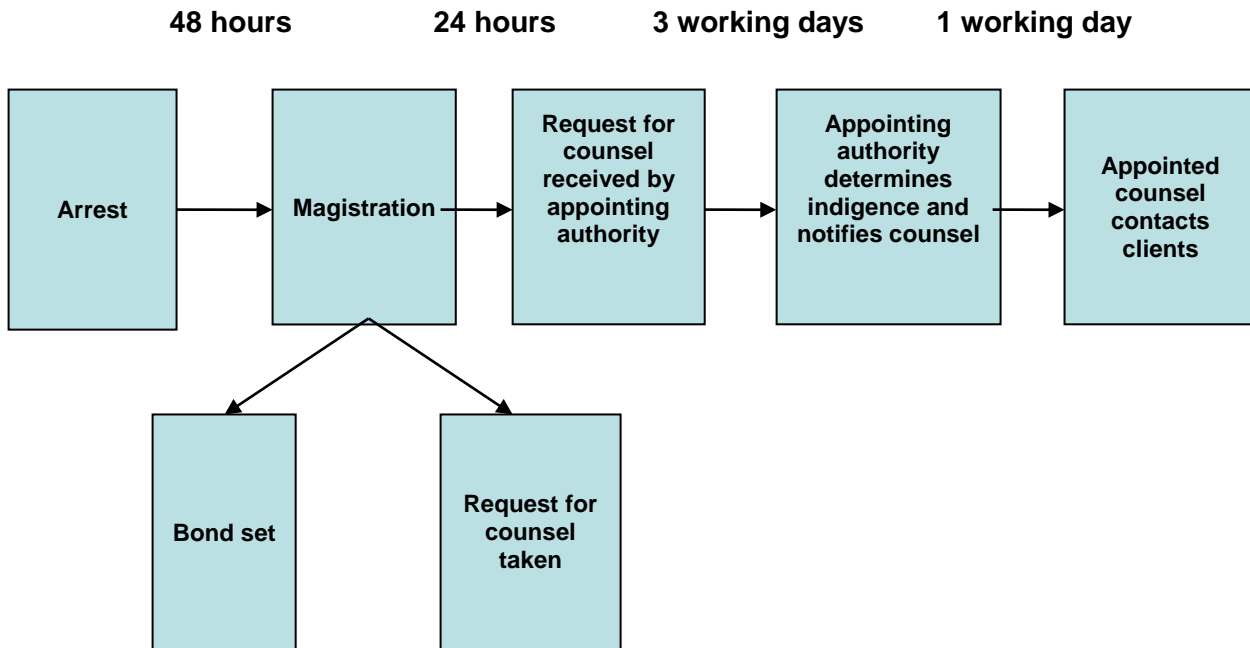 48 hours
24 hours
3 working days
1 working day
Arrest
Magistration
Request for
counsel
received by
appointing
authority
Appointing
authority
determines
indigence and
notifies counsel
Appointed
counsel
contacts
clients
Bond set
Request for
counsel
taken